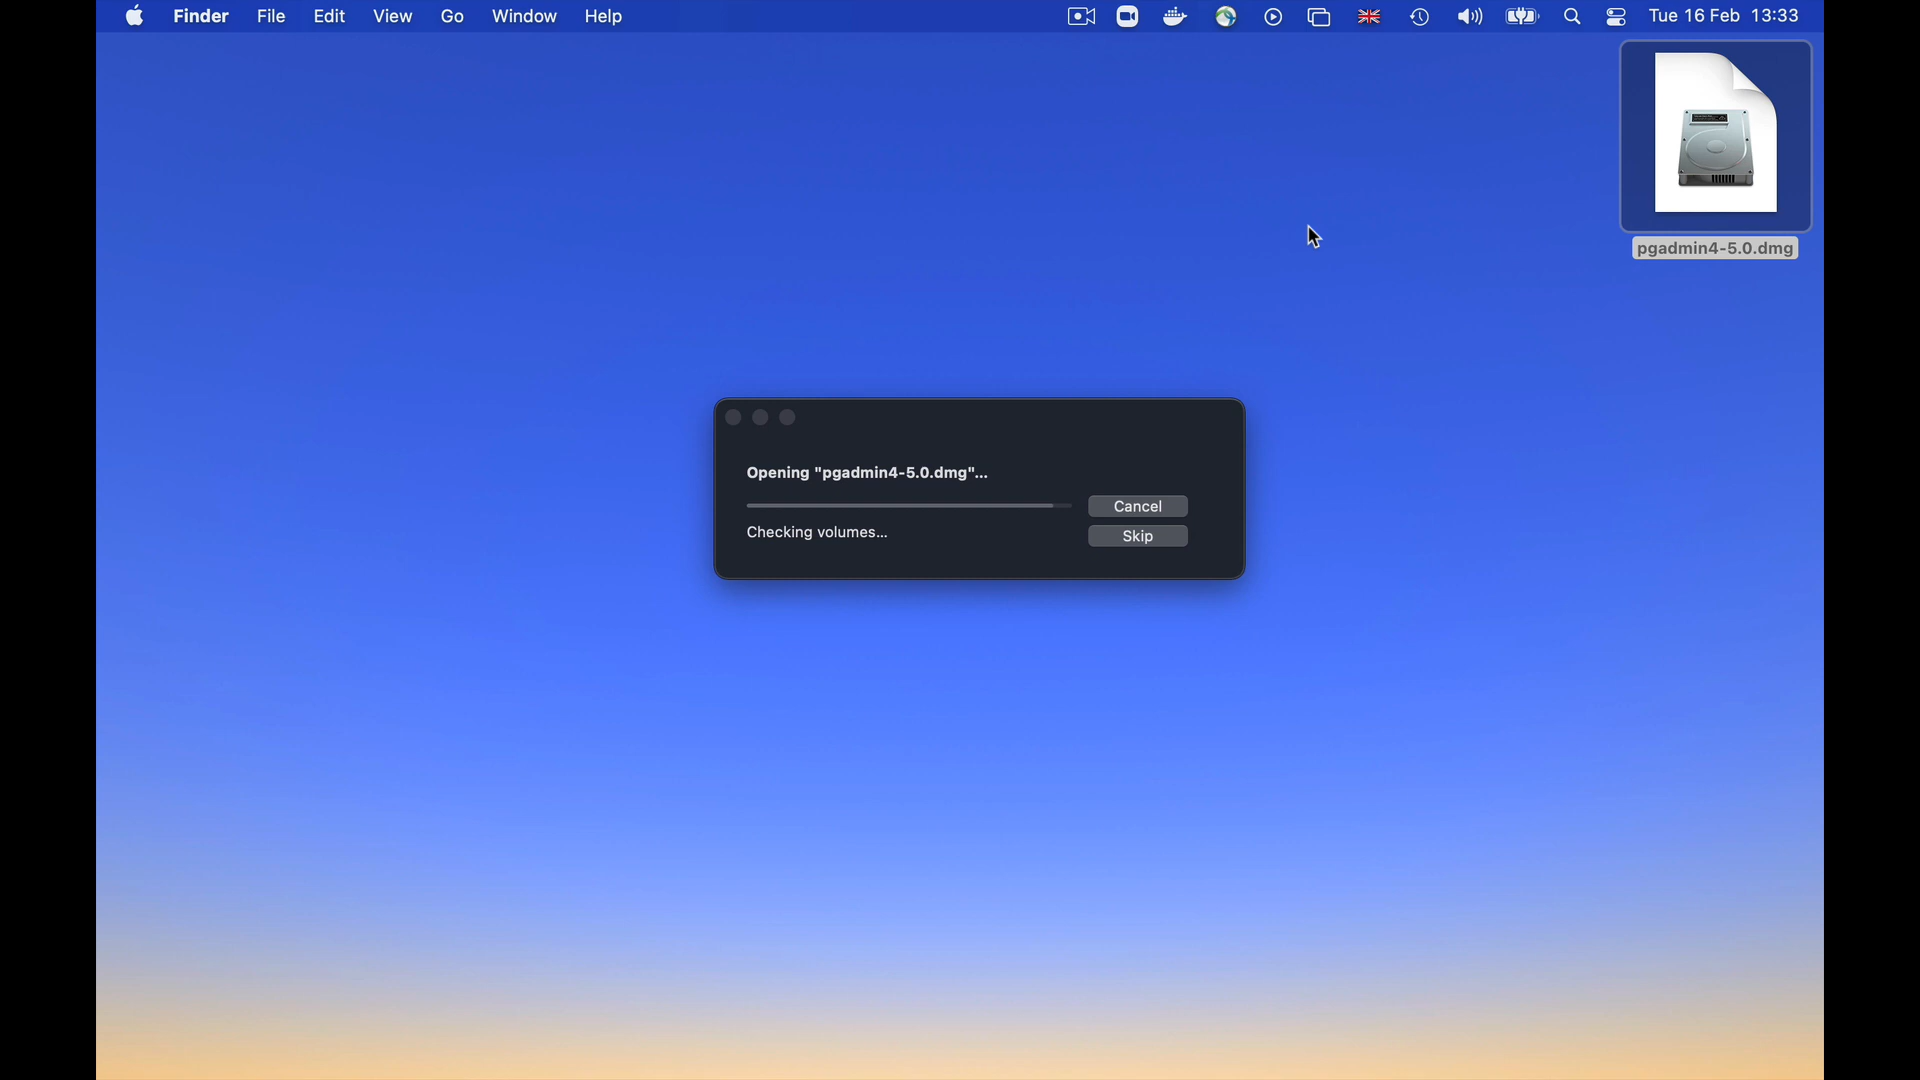 Finder File Edit View Go Window Help Tue 16 Feb 13:33
pgadmin4-5.0.dmg
Opening "pgadmin4-5.0.dmg"...
Cancel
Checking volumes...
Skip